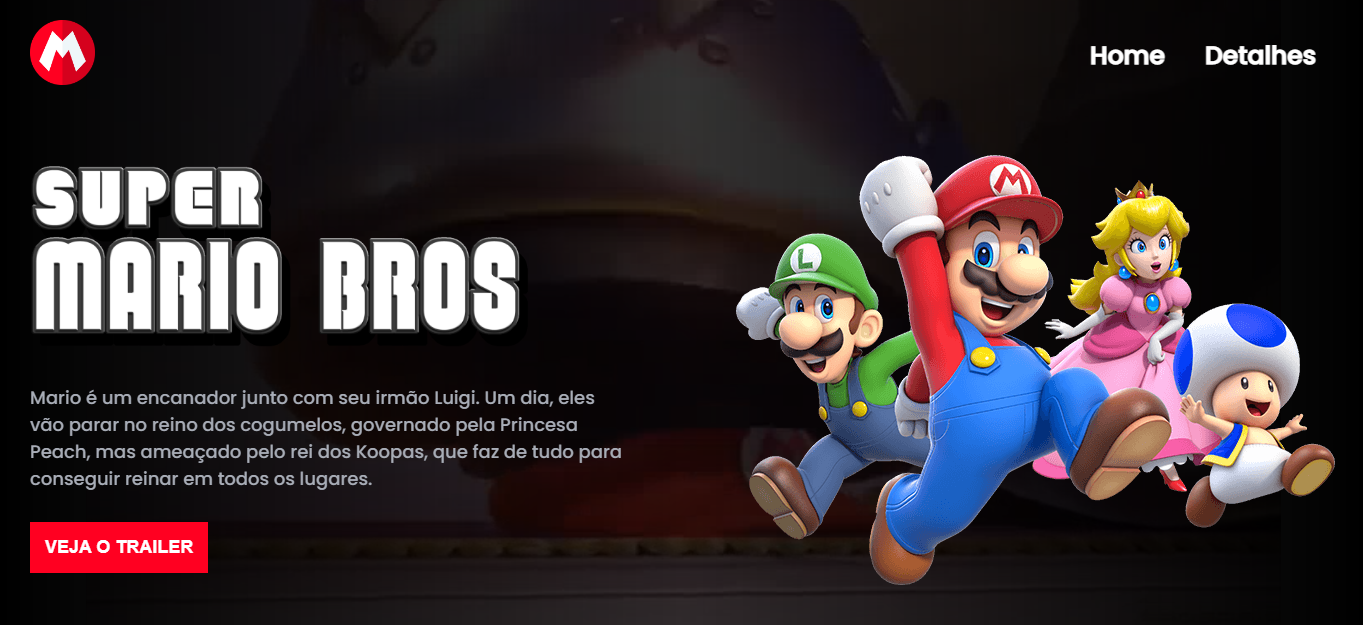 M
Home Detalhes
SUPER
MARIO BROS
M
L
Mario é um encanador junto com seu irmão Luigi. Um dia, eles
vão parar no reino dos cogumelos, governado pela Princesa
Peach, mas ameaçado pelo rei dos Koopas, que faz de tudo para
conseguir reinar em todos os lugares.
VEJA O TRAILER